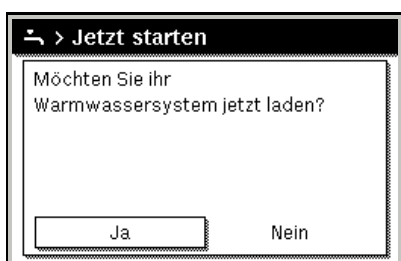 > Jetzt starten
Möchten Sie ihr
Warmwassersystem jetzt laden?
Ja Nein